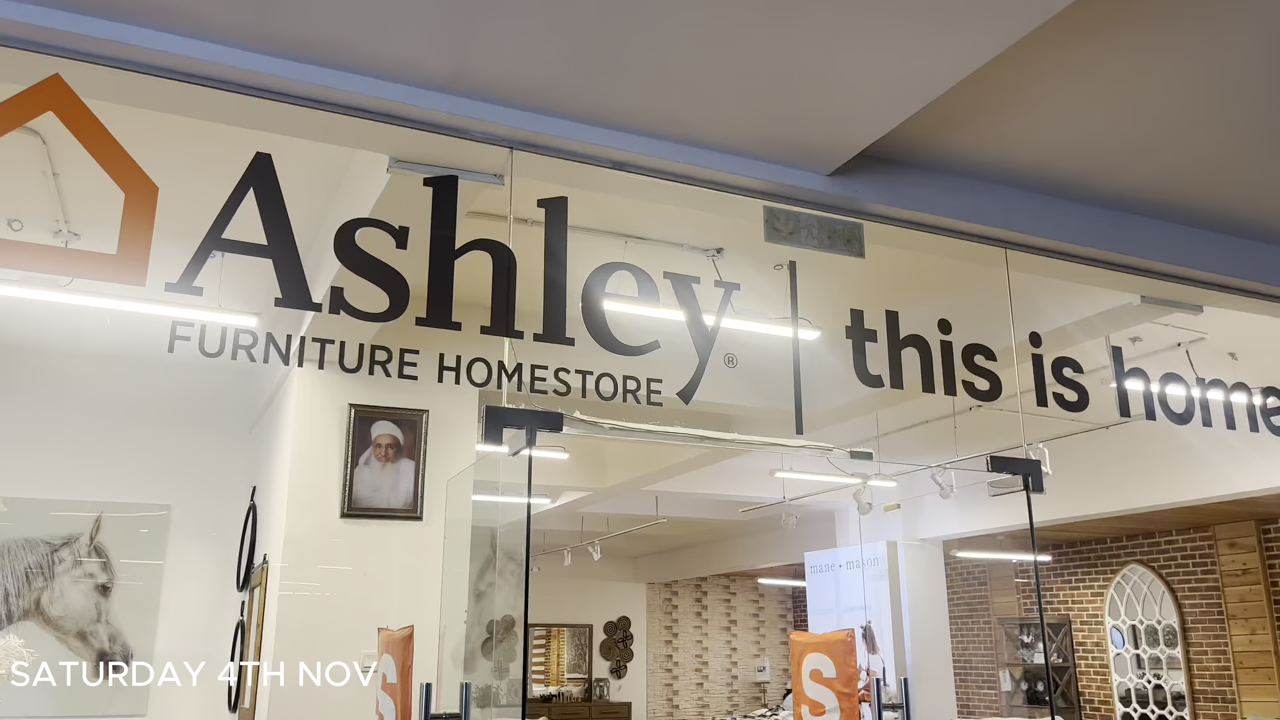 Ashley®
FURNITURE HOMESTORE
this is home
mane + mason
S
S
SATURDAY 4TH NOV